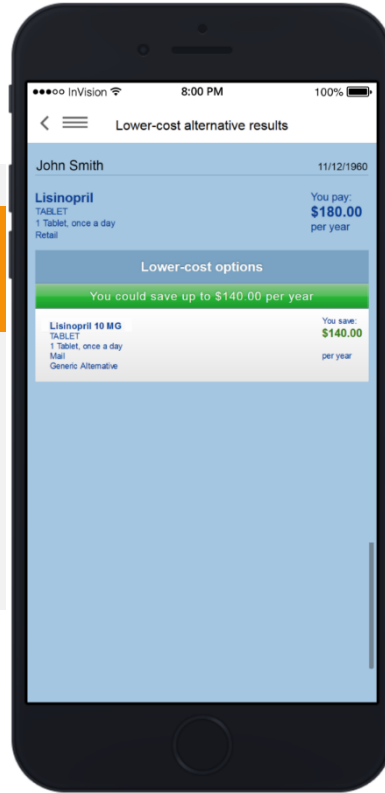 InVision 8:00 PM 100%
Lower-cost alternative results
John Smith 11/12/1960
Lisinopril You pay:
TABLET $180.00
1 Tablet, once a day per year
Retail
Lower-cost options
You could save up to $140.00 per year
Lisinopril 10 MG You save:
TABLET $140.00
1 Tablet, once a day
Mail per year
Generic Alternative